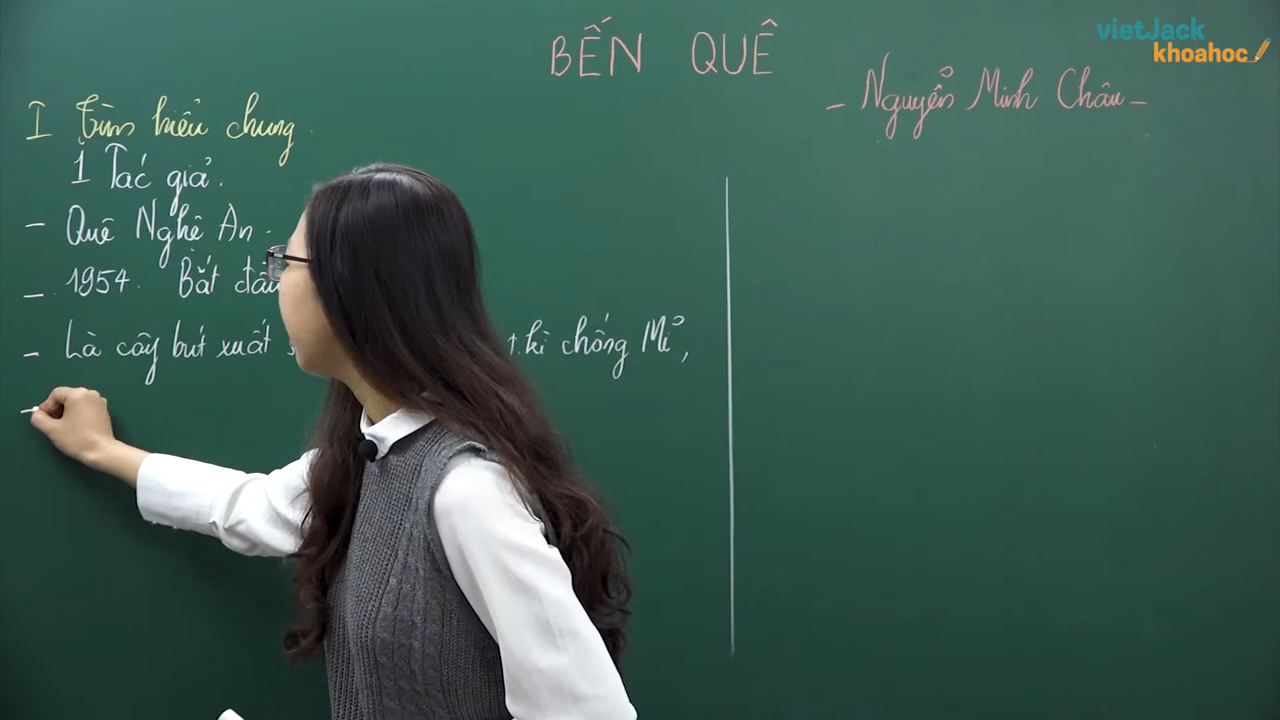 BẾN QUÊ
vietJack
khoahoc
- Nguyễn Minh Châu -
I Tìm hiểu chung
1 Tác giả.
- Quê Nghệ An.
- 1954. Bắt đầu
- Là cây bút xuất kì chống Mĩ,
-